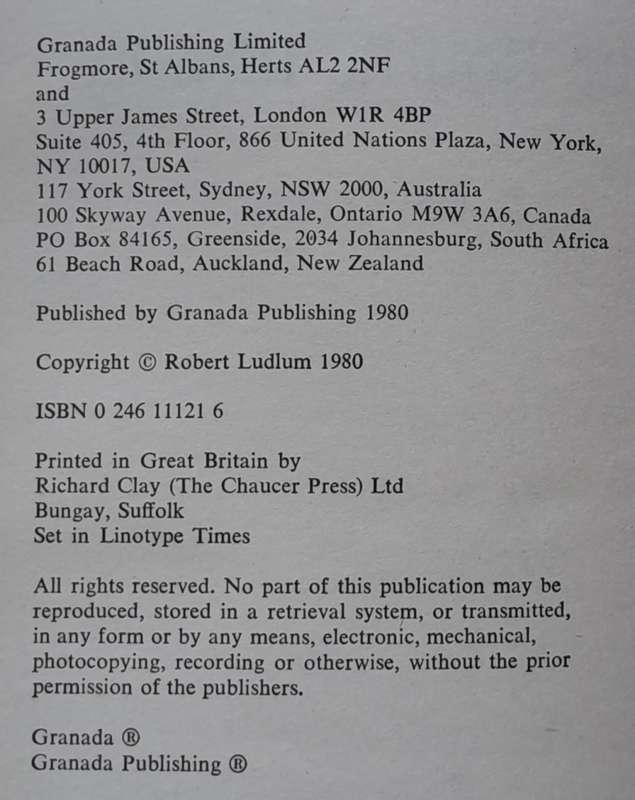 Granada Publishing Limited
Frogmore, St Albans, Herts AL2 2NF
and
3 Upper James Street, London W1R 4BP
Suite 405, 4th Floor, 866 United Nations Plaza, New York,
NY 10017, USA
117 York Street, Sydney, NSW 2000, Australia
100 Skyway Avenue, Rexdale, Ontario M9W 3A6, Canada
PO Box 84165, Greenside, 2034 Johannesburg, South Africa
61 Beach Road, Auckland, New Zealand
Published by Granada Publishing 1980
Copyright © Robert Ludlum 1980
ISBN 0 246 11121 6
Printed in Great Britain by
Richard Clay (The Chaucer Press) Ltd
Bungay, Suffolk
Set in Linotype Times
All rights reserved. No part of this publication may be
reproduced, stored in a retrieval system, or transmitted,
in any form or by any means, electronic, mechanical,
photocopying, recording or otherwise, without the prior
permission of the publishers.
Granada ®
Granada Publishing ®